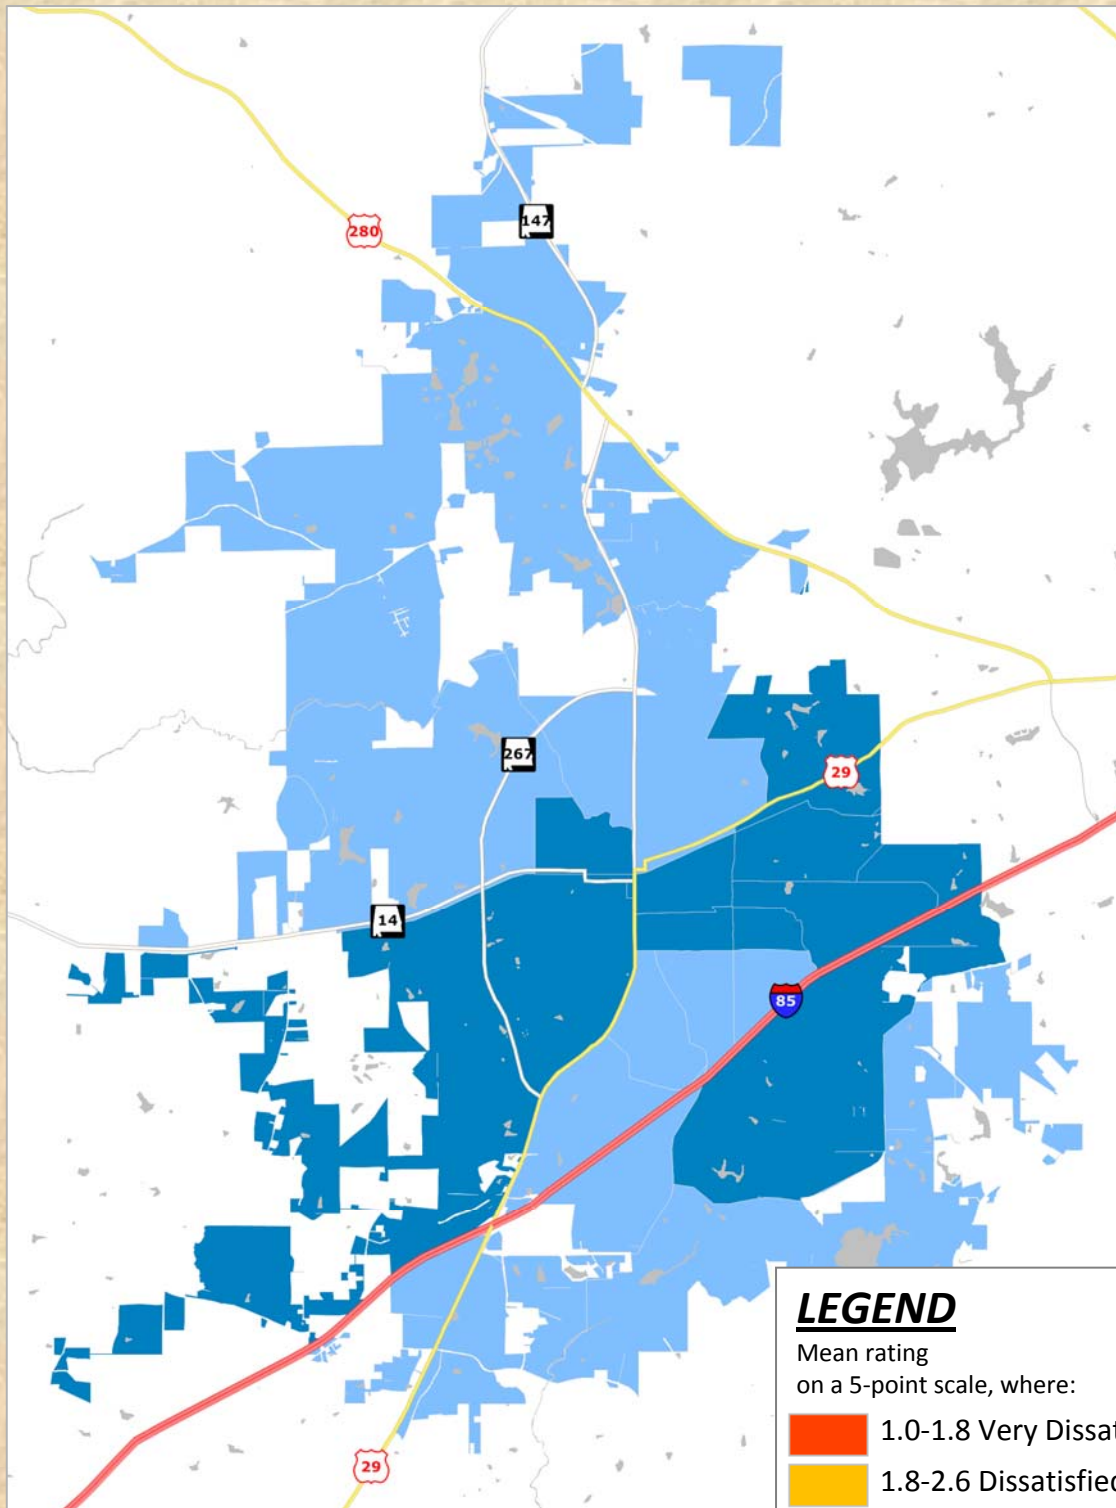 147
280
267
29
14
85
29
LEGEND
Mean rating
on a 5-point scale, where:
1.0-1.8 Very Dissat
1.8-2.6 Dissatisfied